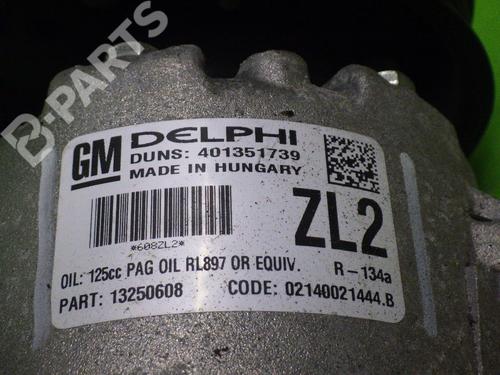 B-PARTS
GM DELPHI
DUNS: 401351739
MADE IN HUNGARY
*608ZL2*
ZL2
OIL: 125cc PAG OIL RL897 OR EQUIV. R-134a
PART: 13250608 CODE: 02140021444.B